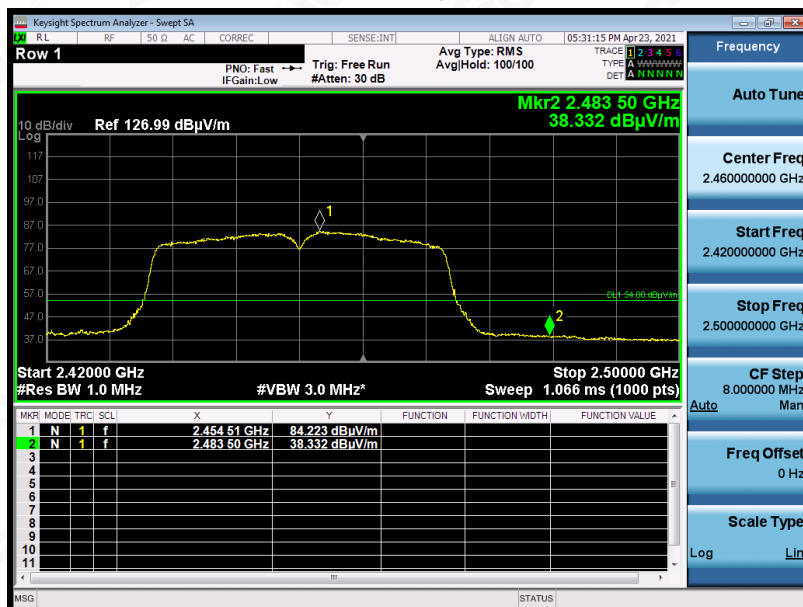 Keysight Spectrum Analyzer - Swept SA
LXI RL RF 50 Ω AC CORREC SENSE:INT ALIGN AUTO 05:31:15 PM Apr 23, 2021
Row 1
PNO: Fast
IFGain:Low
Trig: Free Run
#Atten: 30 dB
Avg Type: RMS
Avg|Hold: 100/100
TRACE 1 2 3 4 5 6
TYPE A WWWWW
DET A N N N N N
Mkr2 2.483 50 GHz
38.332 dBµV/m
10 dB/div Ref 126.99 dBµV/m
Log
117
107
97.0
87.0
77.0
67.0
57.0
47.0
37.0
1
2
DL1 54.00 dBµV/m
Start 2.42000 GHz Stop 2.50000 GHz
#Res BW 1.0 MHz #VBW 3.0 MHz* Sweep 1.066 ms (1000 pts)
MKR MODE TRC SCL X Y FUNCTION FUNCTION WIDTH FUNCTION VALUE
1 N 1 f 2.454 51 GHz 84.223 dBµV/m
2 N 1 f 2.483 50 GHz 38.332 dBµV/m
3
4
5
6
7
8
9
10
11
MSG STATUS
Frequency
Auto Tune
Center Freq
2.460000000 GHz
Start Freq
2.420000000 GHz
Stop Freq
2.500000000 GHz
CF Step
8.000000 MHz
Auto Man
Freq Offset
0 Hz
Scale Type
Log Lin